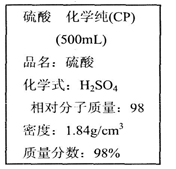 硫酸 化学纯(CP)
(500mL)
品名：硫酸
化学式：H₂SO₄
相对分子质量：98
密度：1.84g/cm³
质量分数：98%